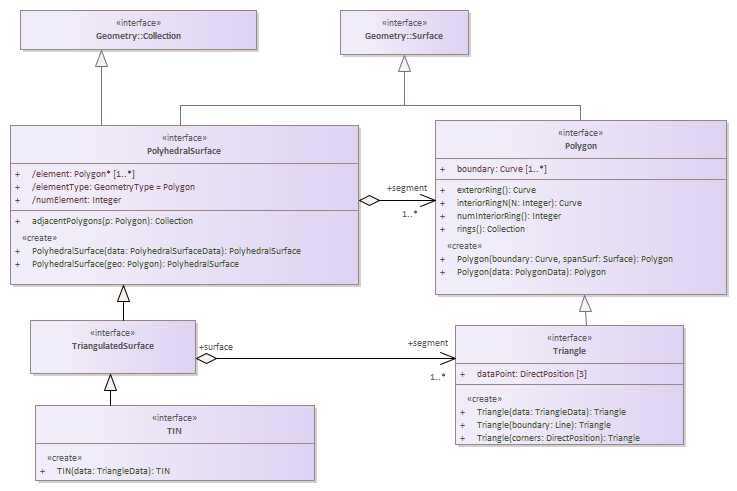 «interface»
Geometry::Collection
«interface»
Geometry::Surface
«interface»
PolyhedralSurface
+ /element: Polygon* [1..*]
+ /elementType: GeometryType = Polygon
+ /numElement: Integer
+ adjacentPolygons(p: Polygon): Collection
«create»
+ PolyhedralSurface(data: PolyhedralSurfaceData): PolyhedralSurface
+ PolyhedralSurface(geo: Polygon): PolyhedralSurface
+segment
1..*
«interface»
Polygon
+ boundary: Curve [1..*]
+ exterorRing(): Curve
+ interiorRingN(N: Integer): Curve
+ numInteriorRing(): Integer
+ rings(): Collection
«create»
+ Polygon(boundary: Curve, spanSurf: Surface): Polygon
+ Polygon(data: PolygonData): Polygon
«interface»
TriangulatedSurface
+surface
+segment
1..*
«interface»
Triangle
+ dataPoint: DirectPosition [3]
«create»
+ Triangle(data: TriangleData): Triangle
+ Triangle(boundary: Line): Triangle
+ Triangle(corners: DirectPosition): Triangle
«interface»
TIN
«create»
+ TIN(data: TriangleData): TIN